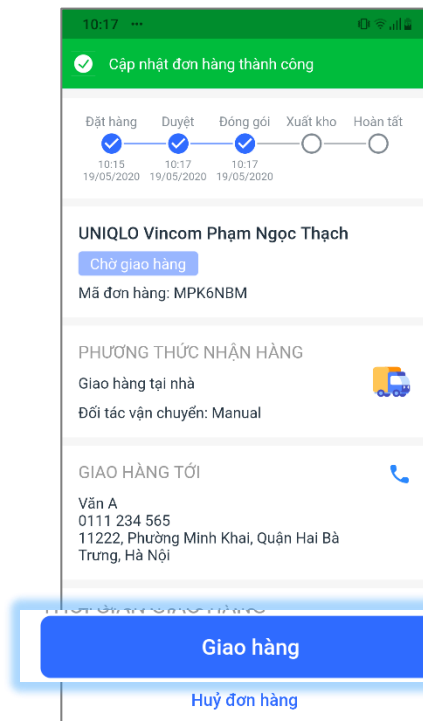 10:17 ...
Cập nhật đơn hàng thành công
Đặt hàng Duyệt Đóng gói Xuất kho Hoàn tất
10:15 10:17 10:17
19/05/2020 19/05/2020 19/05/2020
UNIQLO Vincom Phạm Ngọc Thạch
Chờ giao hàng
Mã đơn hàng: MPK6NBM
PHƯƠNG THỨC NHẬN HÀNG
Giao hàng tại nhà
Đối tác vận chuyển: Manual
GIAO HÀNG TỚI
Văn A
0111 234 565
11222, Phường Minh Khai, Quận Hai Bà
Trưng, Hà Nội
GIAO HÀNG
Giao hàng
Huỷ đơn hàng